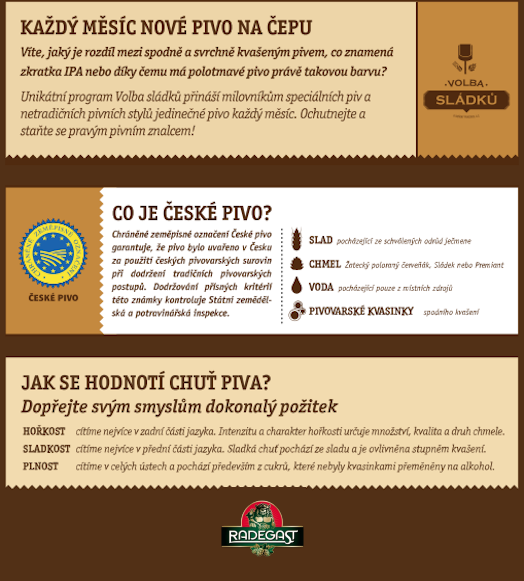 KAŽDÝ MĚSÍC NOVÉ PIVO NA ČEPU
Víte, jaký je rozdíl mezi spodně a svrchně kvašeným pivem, co znamená
zkratka IPA nebo díky čemu má polotmavé pivo právě takovou barvu?
Unikátní program Volba sládků přináší milovníkům speciálních piv a
netradičních pivních stylů jedinečné pivo každý měsíc. Ochutnejte a
staňte se pravým pivním znalcem!
·VOLBA·
SLÁDKŮ
CO JE ČESKÉ PIVO?
Chráněné zeměpisné označení České pivo
garantuje, že pivo bylo uvařeno v Česku
za použití českých pivovarských surovin
při dodržení tradičních pivovarských
postupů. Dodržování přísných kritérií
této známky kontroluje Státní zeměděl-
ská a potravinářská inspekce.
CHRÁNĚNÉ ZEMĚPISNÉ OZNAČENÍ
ČESKÉ PIVO
SLAD pocházející ze schválených odrůd ječmene
CHMEL Žatecký poloraný červeňák, Sládek nebo Premiant
VODA pocházející pouze z místních zdrojů
PIVOVARSKÉ KVASINKY spodního kvašení
JAK SE HODNOTÍ CHUŤ PIVA?
Dopřejte svým smyslům dokonalý požitek
HOŘKOST cítíme nejvíce v zadní části jazyka. Intenzitu a charakter hořkosti určuje množství, kvalita a druh chmele.
SLADKOST cítíme nejvíce v přední části jazyka. Sladká chuť pochází ze sladu a je ovlivněna stupněm kvašení.
PLNOST cítíme v celých ústech a pochází především z cukrů, které nebyly kvasinkami přeměněny na alkohol.
RADEGAST